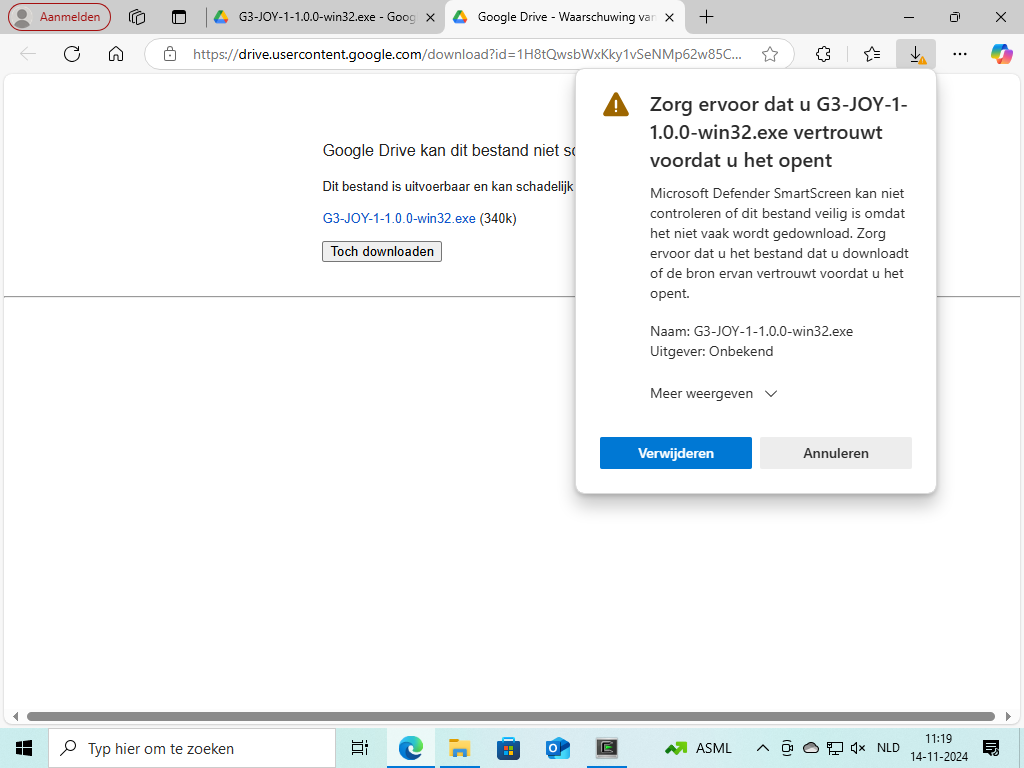 Aanmelden
G3-JOY-1-1.0.0-win32.exe - Goog
Google Drive - Waarschuwing van
https://drive.usercontent.google.com/download?id=1H8tQwsbWxKky1vSeNMp62w85C...
Google Drive kan dit bestand niet sc
Dit bestand is uitvoerbaar en kan schadelijk
G3-JOY-1-1.0.0-win32.exe (340k)
Toch downloaden
Zorg ervoor dat u G3-JOY-1-
1.0.0-win32.exe vertrouwt
voordat u het opent
Microsoft Defender SmartScreen kan niet
controleren of dit bestand veilig is omdat
het niet vaak wordt gedownload. Zorg
ervoor dat u het bestand dat u downloadt
of de bron ervan vertrouwt voordat u het
opent.
Naam: G3-JOY-1-1.0.0-win32.exe
Uitgever: Onbekend
Meer weergeven
Verwijderen
Annuleren
Typ hier om te zoeken
ASML
NLD
11:19
14-11-2024